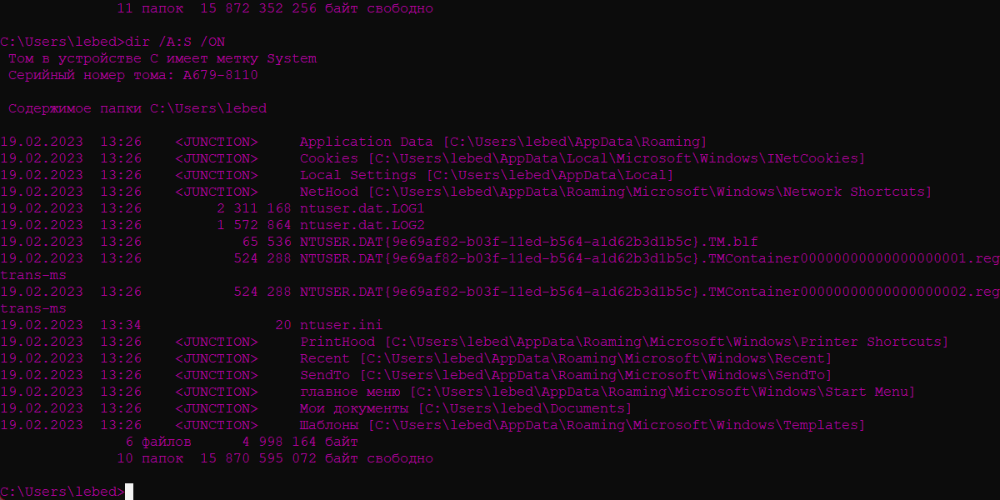 11 папок  15 872 352 256 байт свободно
C:\Users\lebed>dir /A:S /ON
Том в устройстве C имеет метку System
Серийный номер тома: A679-8110
Содержимое папки C:\Users\lebed
19.02.2023  13:26    <JUNCTION>     Application Data [C:\Users\lebed\AppData\Roaming]
19.02.2023  13:26    <JUNCTION>     Cookies [C:\Users\lebed\AppData\Local\Microsoft\Windows\INetCookies]
19.02.2023  13:26    <JUNCTION>     Local Settings [C:\Users\lebed\AppData\Local]
19.02.2023  13:26    <JUNCTION>     NetHood [C:\Users\lebed\AppData\Roaming\Microsoft\Windows\Network Shortcuts]
19.02.2023  13:26         2 311 168 ntuser.dat.LOG1
19.02.2023  13:26         1 572 864 ntuser.dat.LOG2
19.02.2023  13:26            65 536 NTUSER.DAT{9e69af82-b03f-11ed-b564-a1d62b3d1b5c}.TM.blf
19.02.2023  13:26           524 288 NTUSER.DAT{9e69af82-b03f-11ed-b564-a1d62b3d1b5c}.TMContainer00000000000000000001.reg
trans-ms
19.02.2023  13:26           524 288 NTUSER.DAT{9e69af82-b03f-11ed-b564-a1d62b3d1b5c}.TMContainer00000000000000000002.reg
trans-ms
19.02.2023  13:34                20 ntuser.ini
19.02.2023  13:26    <JUNCTION>     PrintHood [C:\Users\lebed\AppData\Roaming\Microsoft\Windows\Printer Shortcuts]
19.02.2023  13:26    <JUNCTION>     Recent [C:\Users\lebed\AppData\Roaming\Microsoft\Windows\Recent]
19.02.2023  13:26    <JUNCTION>     SendTo [C:\Users\lebed\AppData\Roaming\Microsoft\Windows\SendTo]
19.02.2023  13:26    <JUNCTION>     главное меню [C:\Users\lebed\AppData\Roaming\Microsoft\Windows\Start Menu]
19.02.2023  13:26    <JUNCTION>     Мои документы [C:\Users\lebed\Documents]
19.02.2023  13:26    <JUNCTION>     Шаблоны [C:\Users\lebed\AppData\Roaming\Microsoft\Windows\Templates]
6 файлов      4 998 164 байт
10 папок  15 870 595 072 байт свободно
C:\Users\lebed>